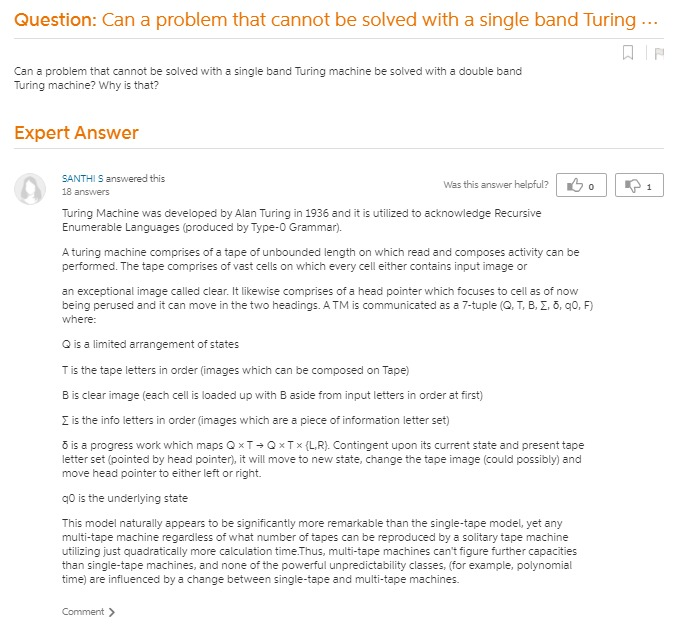 Question: Can a problem that cannot be solved with a single band Turing ...
Can a problem that cannot be solved with a single band Turing machine be solved with a double band
Turing machine? Why is that?
Expert Answer
SANTHI S answered this
18 answers
Was this answer helpful?
0
1
Turing Machine was developed by Alan Turing in 1936 and it is utilized to acknowledge Recursive
Enumerable Languages (produced by Type-0 Grammar).
A turing machine comprises of a tape of unbounded length on which read and composes activity can be
performed. The tape comprises of vast cells on which every cell either contains input image or
an exceptional image called clear. It likewise comprises of a head pointer which focuses to cell as of now
being perused and it can move in the two headings. A TM is communicated as a 7-tuple (Q, T, B, ∑, δ, q0, F)
where:
Q is a limited arrangement of states
T is the tape letters in order (images which can be composed on Tape)
B is clear image (each cell is loaded up with B aside from input letters in order at first)
∑ is the info letters in order (images which are a piece of information letter set)
δ is a progress work which maps Q × T → Q × T × {L,R}. Contingent upon its current state and present tape
letter set (pointed by head pointer), it will move to new state, change the tape image (could possibly) and
move head pointer to either left or right.
q0 is the underlying state
This model naturally appears to be significantly more remarkable than the single-tape model, yet any
multi-tape machine regardless of what number of tapes can be reproduced by a solitary tape machine
utilizing just quadratically more calculation time.Thus, multi-tape machines can't figure further capacities
than single-tape machines, and none of the powerful unpredictability classes, (for example, polynomial
time) are influenced by a change between single-tape and multi-tape machines.
Comment >